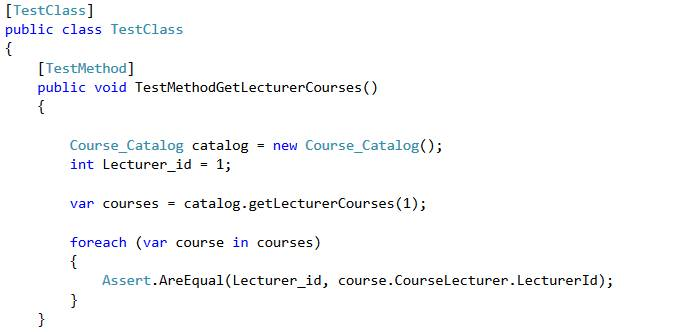 [TestClass]
public class TestClass
{
    [TestMethod]
    public void TestMethodGetLecturerCourses()
    {
        Course_Catalog catalog = new Course_Catalog();
        int Lecturer_id = 1;
        var courses = catalog.getLecturerCourses(1);
        foreach (var course in courses)
        {
            Assert.AreEqual(Lecturer_id, course.CourseLecturer.LecturerId);
        }
    }